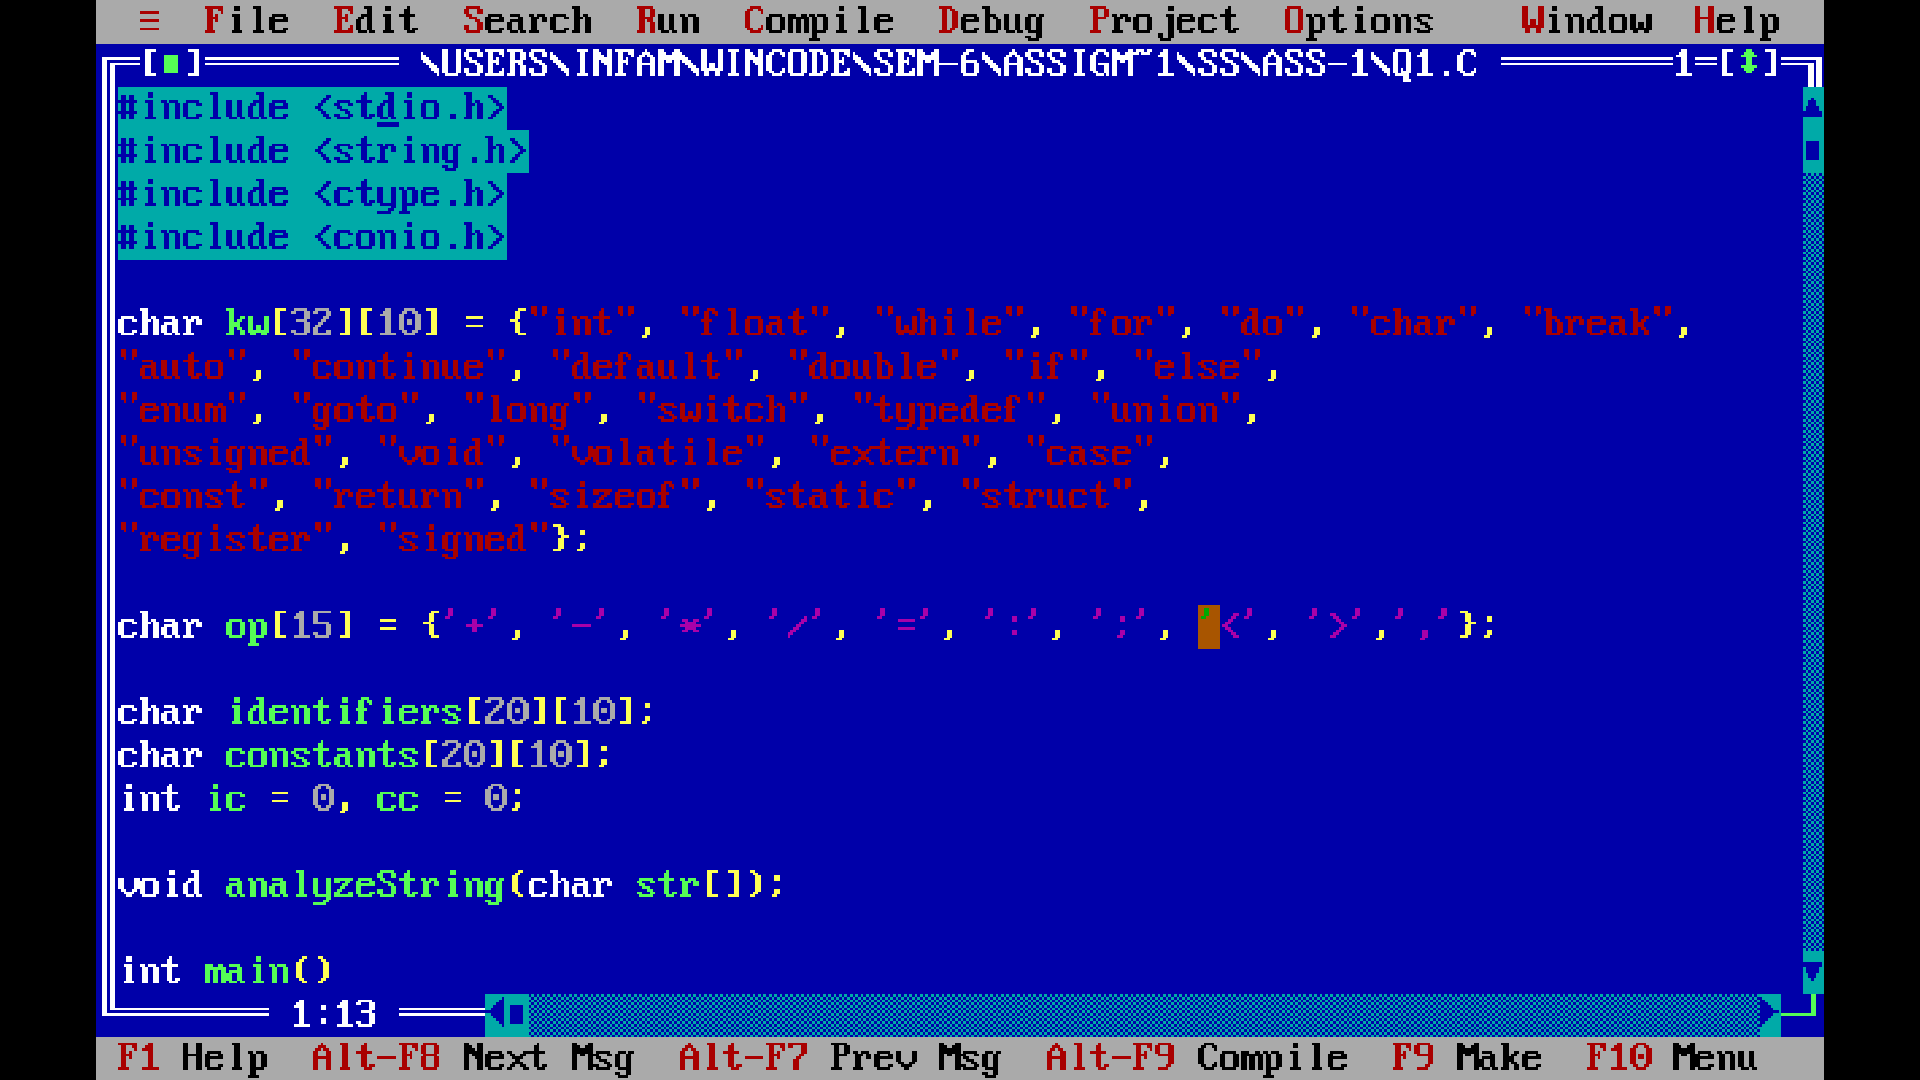 ≡ File Edit Search Run Compile Debug Project Options Window Help
[■] \USERS\INFAM\WINCODE\SEM-6\ASSIGM~1\SS\ASS-1\Q1.C 1=[↕]
#include <stdio.h>
#include <string.h>
#include <ctype.h>
#include <conio.h>
char kw[32][10] = {"int", "float", "while", "for", "do", "char", "break",
"auto", "continue", "default", "double", "if", "else",
"enum", "goto", "long", "switch", "typedef", "union",
"unsigned", "void", "volatile", "extern", "case",
"const", "return", "sizeof", "static", "struct",
"register", "signed"};
char op[15] = {'+', '-', '*', '/', '=', ':', ';', '<', '>',','};
char identifiers[20][10];
char constants[20][10];
int ic = 0, cc = 0;
void analyzeString(char str[]);
int main()
1:13
F1 Help Alt-F8 Next Msg Alt-F7 Prev Msg Alt-F9 Compile F9 Make F10 Menu